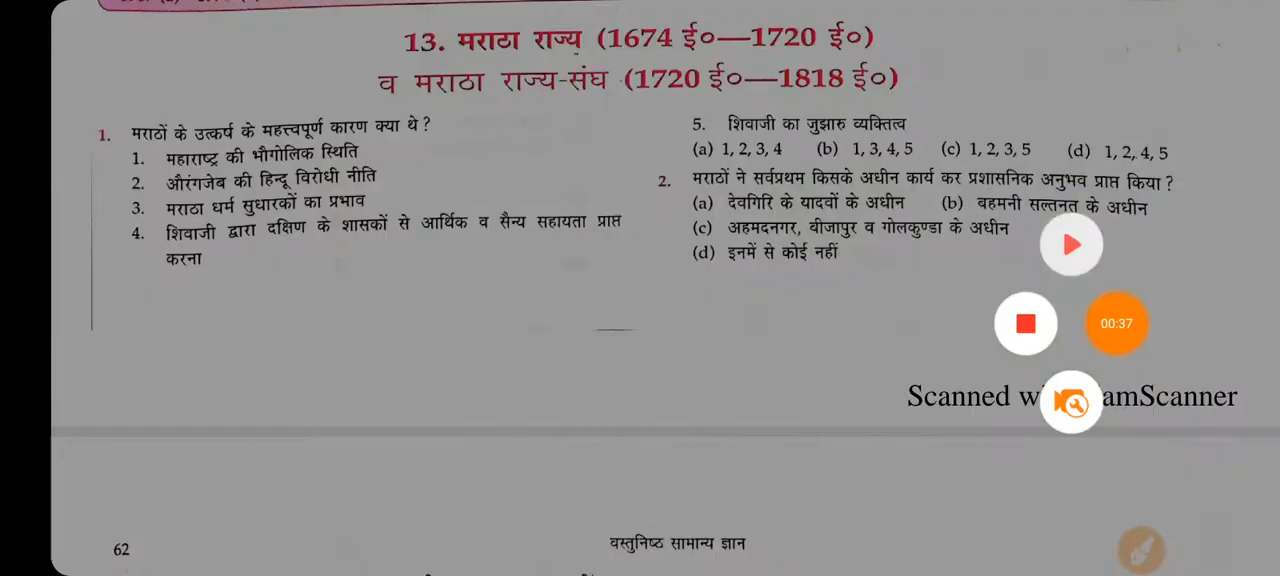 13. मराठा राज्य (1674 ई०—1720 ई०)
व मराठा राज्य-संघ (1720 ई०—1818 ई०)
1. मराठों के उत्कर्ष के महत्त्वपूर्ण कारण क्या थे ?
1. महाराष्ट्र की भौगोलिक स्थिति
2. औरंगजेब की हिन्दू विरोधी नीति
3. मराठा धर्म सुधारकों का प्रभाव
4. शिवाजी द्वारा दक्षिण के शासकों से आर्थिक व सैन्य सहायता प्राप्त
करना
5. शिवाजी का जुझारु व्यक्तित्व
(a) 1, 2, 3, 4 (b) 1, 3, 4, 5 (c) 1, 2, 3, 5 (d) 1, 2, 4, 5
2. मराठों ने सर्वप्रथम किसके अधीन कार्य कर प्रशासनिक अनुभव प्राप्त किया ?
(a) देवगिरि के यादवों के अधीन (b) बहमनी सल्तनत के अधीन
(c) अहमदनगर, बीजापुर व गोलकुण्डा के अधीन
(d) इनमें से कोई नहीं
00:37
Scanned amScanner
62
वस्तुनिष्ठ सामान्य ज्ञान